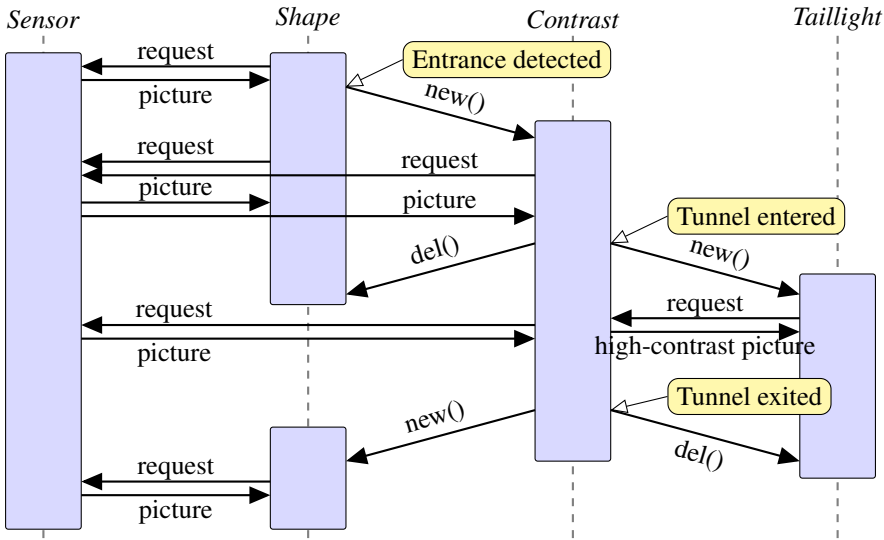 Sensor
Shape
Contrast
Taillight
request
Entrance detected
picture
new()
request
request
picture
picture
Tunnel entered
del()
new()
request
request
picture
high-contrast picture
Tunnel exited
new()
del()
request
picture